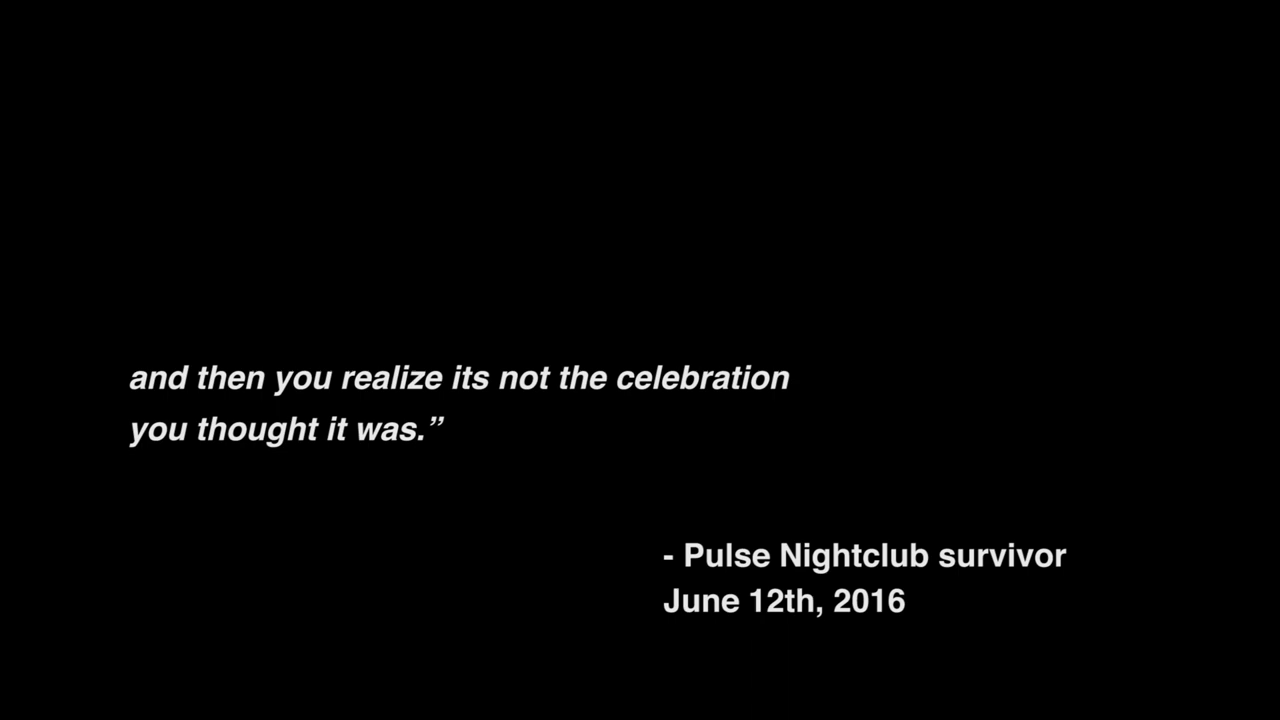 and then you realize its not the celebration
you thought it was.”
- Pulse Nightclub survivor
June 12th, 2016